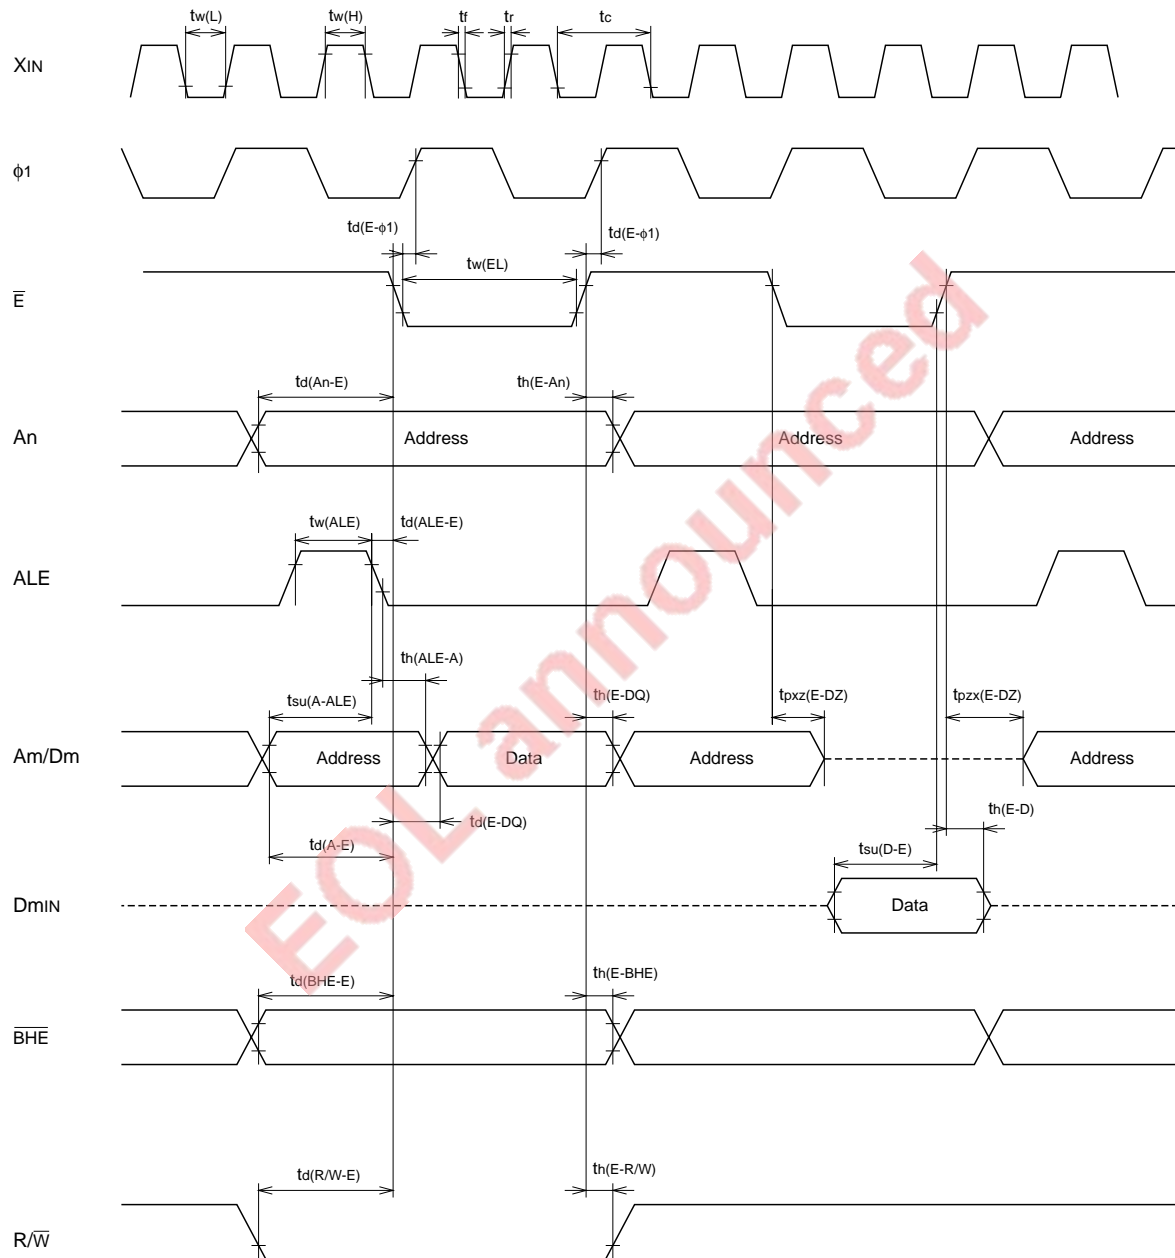 tw(L) tw(H) tf tr tc
XIN
ϕ1
td(E-ϕ1) td(E-ϕ1)
tw(EL)
E
td(An-E) th(E-An)
An Address Address Address
tw(ALE) td(ALE-E)
ALE
th(ALE-A)
tsu(A-ALE) th(E-DQ) tpxz(E-DZ) tpzx(E-DZ)
Am/Dm Address Data Address Address
td(E-DQ) th(E-D)
td(A-E) tsu(D-E)
DmIN Data
td(BHE-E) th(E-BHE)
BHE
td(R/W-E) th(E-R/W)
R/W
EOL announced